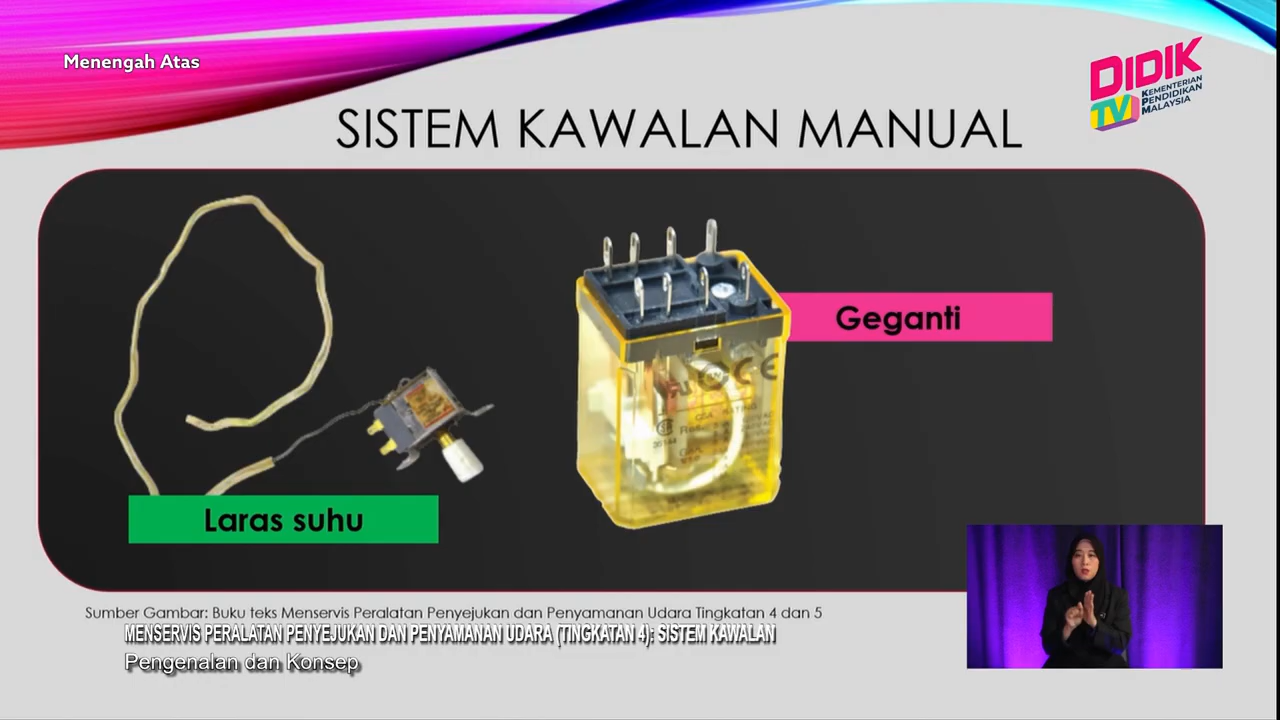 Menengah Atas
DIDIK
TV
KEMENTERIAN
PENDIDIKAN
MALAYSIA
SISTEM KAWALAN MANUAL
Geganti
CE
Laras suhu
Sumber Gambar: Buku teks Menservis Peralatan Penyejukan dan Penyamanan Udara Tingkatan 4 dan 5
MENSERVIS PERALATAN PENYEJUKAN DAN PENYAMANAN UDARA (TINGKATAN 4): SISTEM KAWALAN
Pengenalan dan Konsep